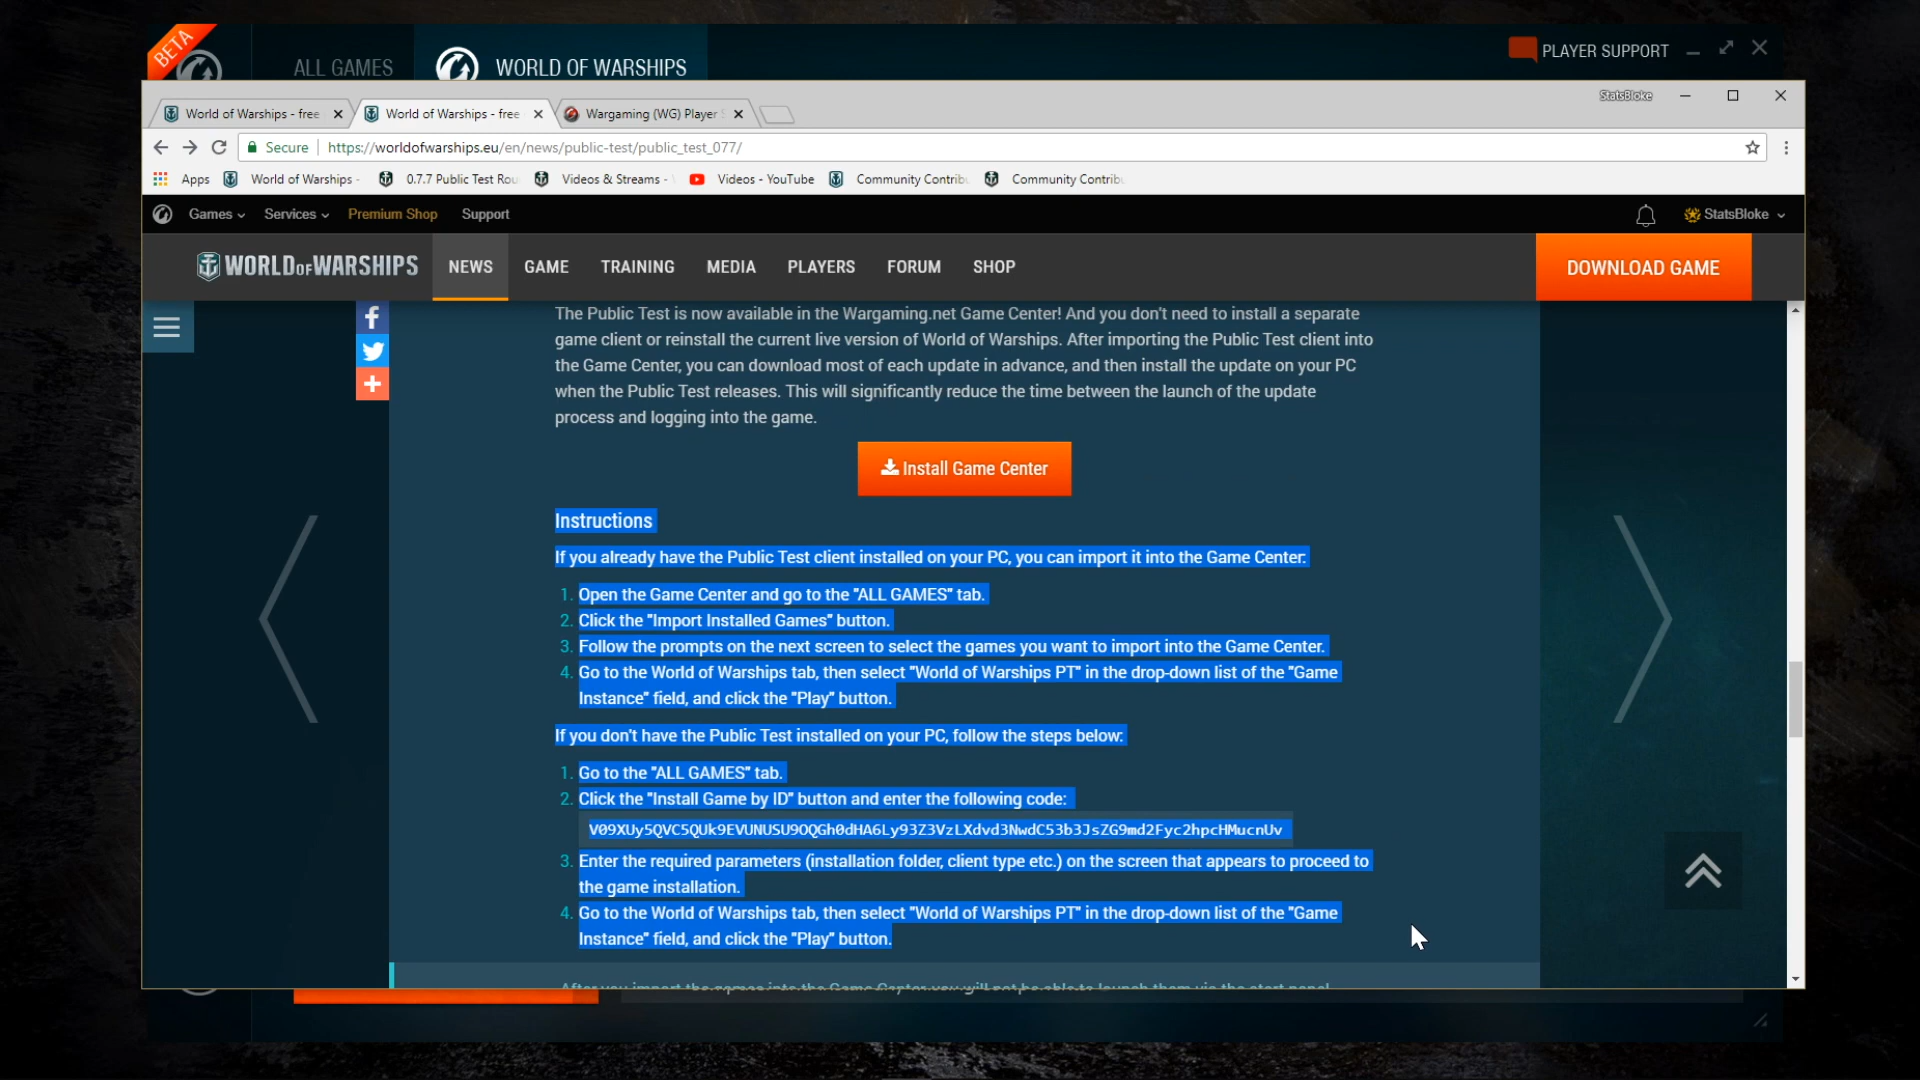 BETA
ALL GAMES
WORLD OF WARSHIPS
PLAYER SUPPORT
StatsBloke
World of Warships - free
World of Warships - free
Wargaming (WG) Player
Secure
https://worldofwarships.eu/en/news/public-test/public_test_077/
Apps
World of Warships -
0.7.7 Public Test Rou
Videos & Streams -
Videos - YouTube
Community Contrib
Community Contrib
Games
Services
Premium Shop
Support
StatsBloke
WORLD OF WARSHIPS
NEWS
GAME
TRAINING
MEDIA
PLAYERS
FORUM
SHOP
DOWNLOAD GAME
The Public Test is now available in the Wargaming.net Game Center! And you don't need to install a separate
game client or reinstall the current live version of World of Warships. After importing the Public Test client into
the Game Center, you can download most of each update in advance, and then install the update on your PC
when the Public Test releases. This will significantly reduce the time between the launch of the update
process and logging into the game.
Install Game Center
Instructions
If you already have the Public Test client installed on your PC, you can import it into the Game Center:
1. Open the Game Center and go to the "ALL GAMES" tab.
2. Click the "Import Installed Games" button.
3. Follow the prompts on the next screen to select the games you want to import into the Game Center.
4. Go to the World of Warships tab, then select "World of Warships PT" in the drop-down list of the "Game
Instance" field, and click the "Play" button.
If you don't have the Public Test installed on your PC, follow the steps below:
1. Go to the "ALL GAMES" tab.
2. Click the "Install Game by ID" button and enter the following code:
V09XUy5QVC5QUk9EVUNUSU9OQGh0dHA6Ly93Z3VzLXdvd3NwdC53b3JsZG9md2Fyc2hpcHMucnUv
3. Enter the required parameters (installation folder, client type etc.) on the screen that appears to proceed to
the game installation.
4. Go to the World of Warships tab, then select "World of Warships PT" in the drop-down list of the "Game
Instance" field, and click the "Play" button.